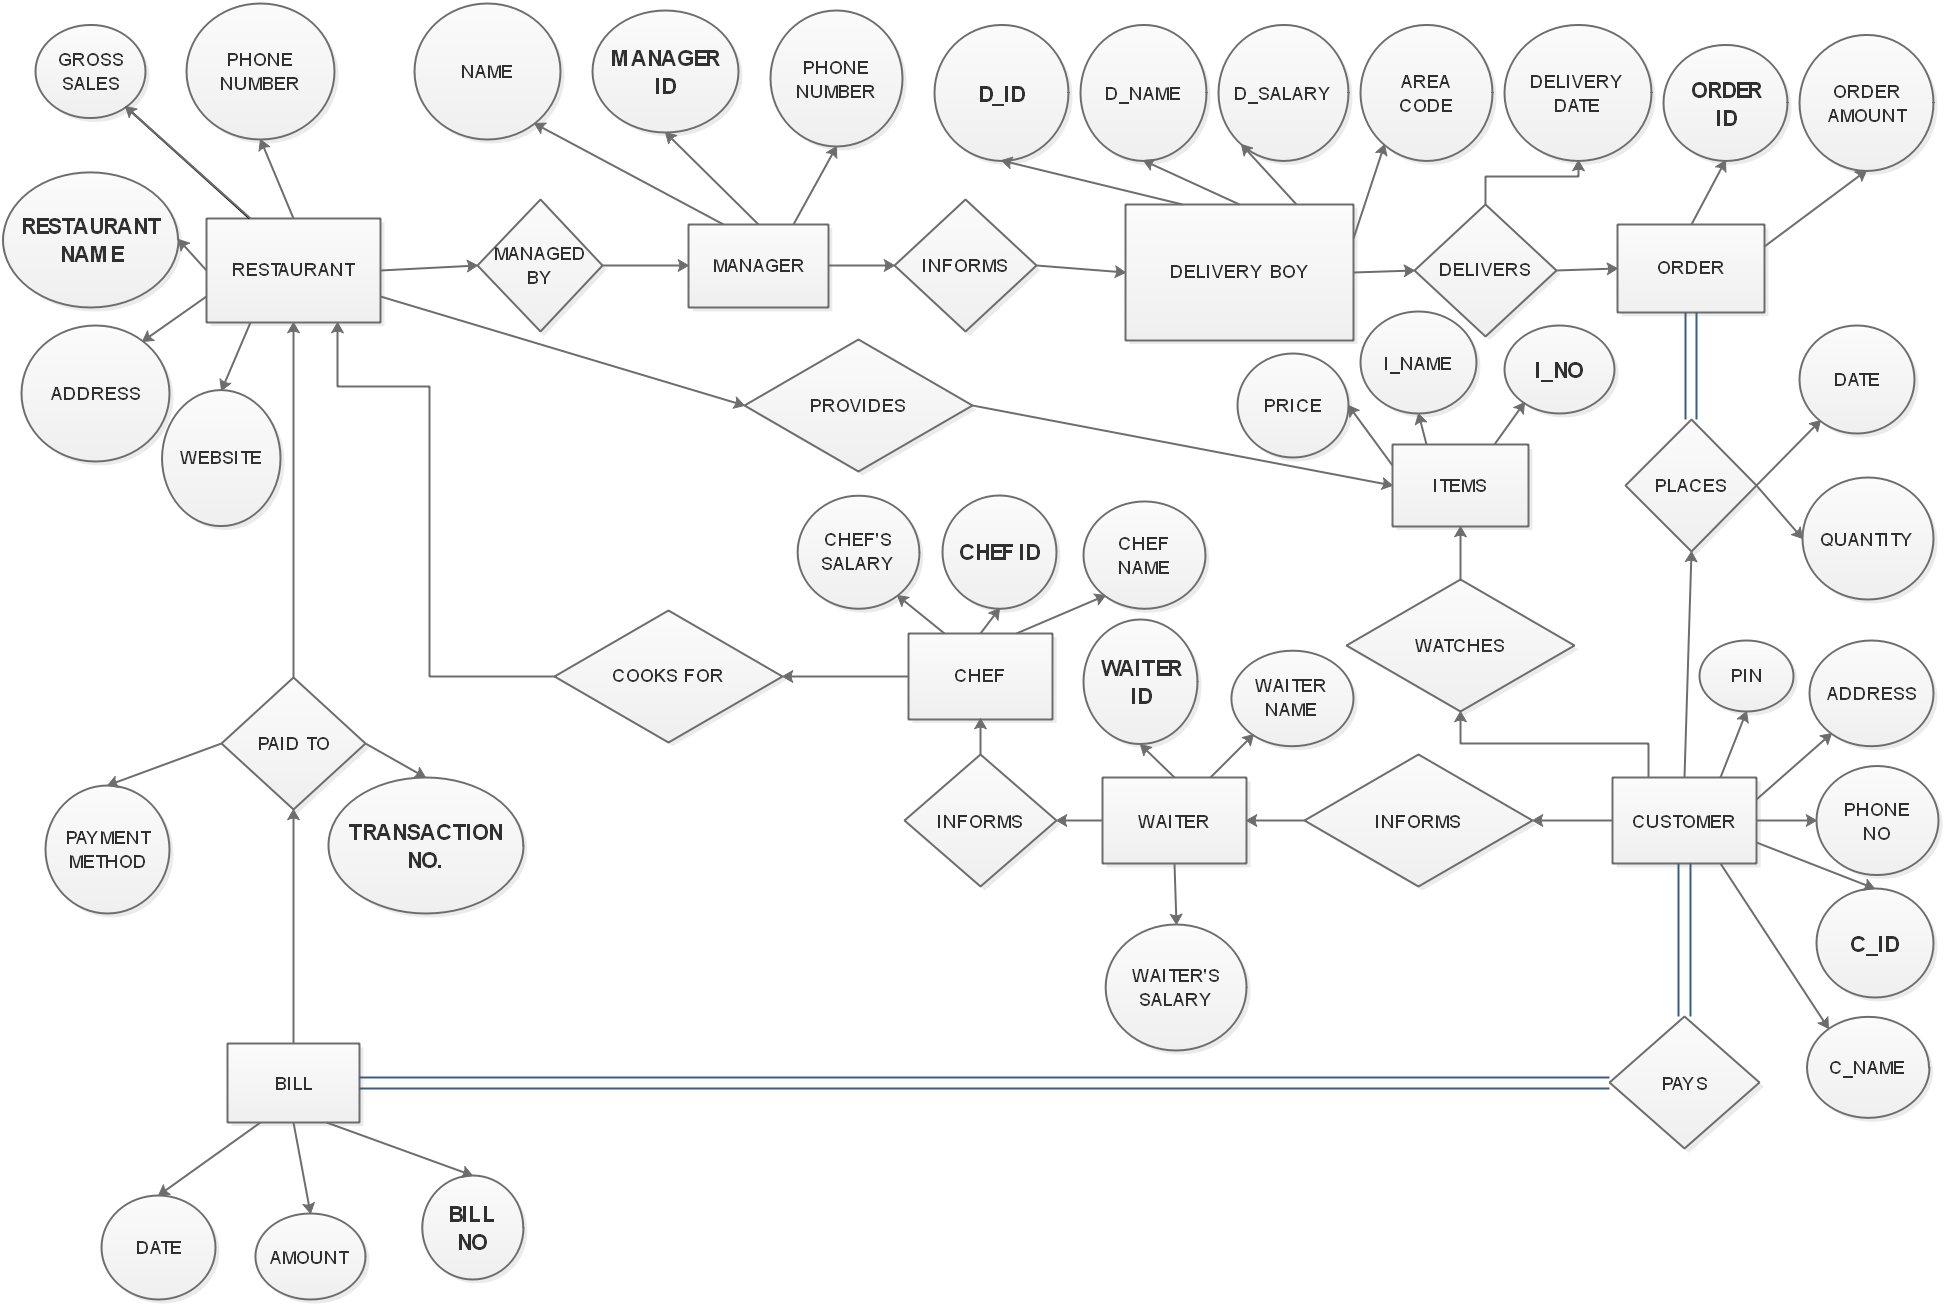 GROSS
SALES
PHONE
NUMBER
NAME
MANAGER
ID
PHONE
NUMBER
D_ID
D_NAME
D_SALARY
AREA
CODE
DELIVERY
DATE
ORDER
ID
ORDER
AMOUNT
RESTAURANT
NAME
RESTAURANT
MANAGED
BY
MANAGER
INFORMS
DELIVERY BOY
DELIVERS
ORDER
ADDRESS
WEBSITE
PROVIDES
PRICE
I_NAME
I_NO
DATE
ITEMS
PLACES
QUANTITY
CHEF'S
SALARY
CHEF ID
CHEF
NAME
COOKS FOR
CHEF
WATCHES
WAITER
ID
WAITER
NAME
PIN
ADDRESS
PAID TO
PAYMENT
METHOD
TRANSACTION
NO.
INFORMS
WAITER
INFORMS
CUSTOMER
PHONE
NO
C_ID
WAITER'S
SALARY
C_NAME
BILL
PAYS
DATE
AMOUNT
BILL
NO